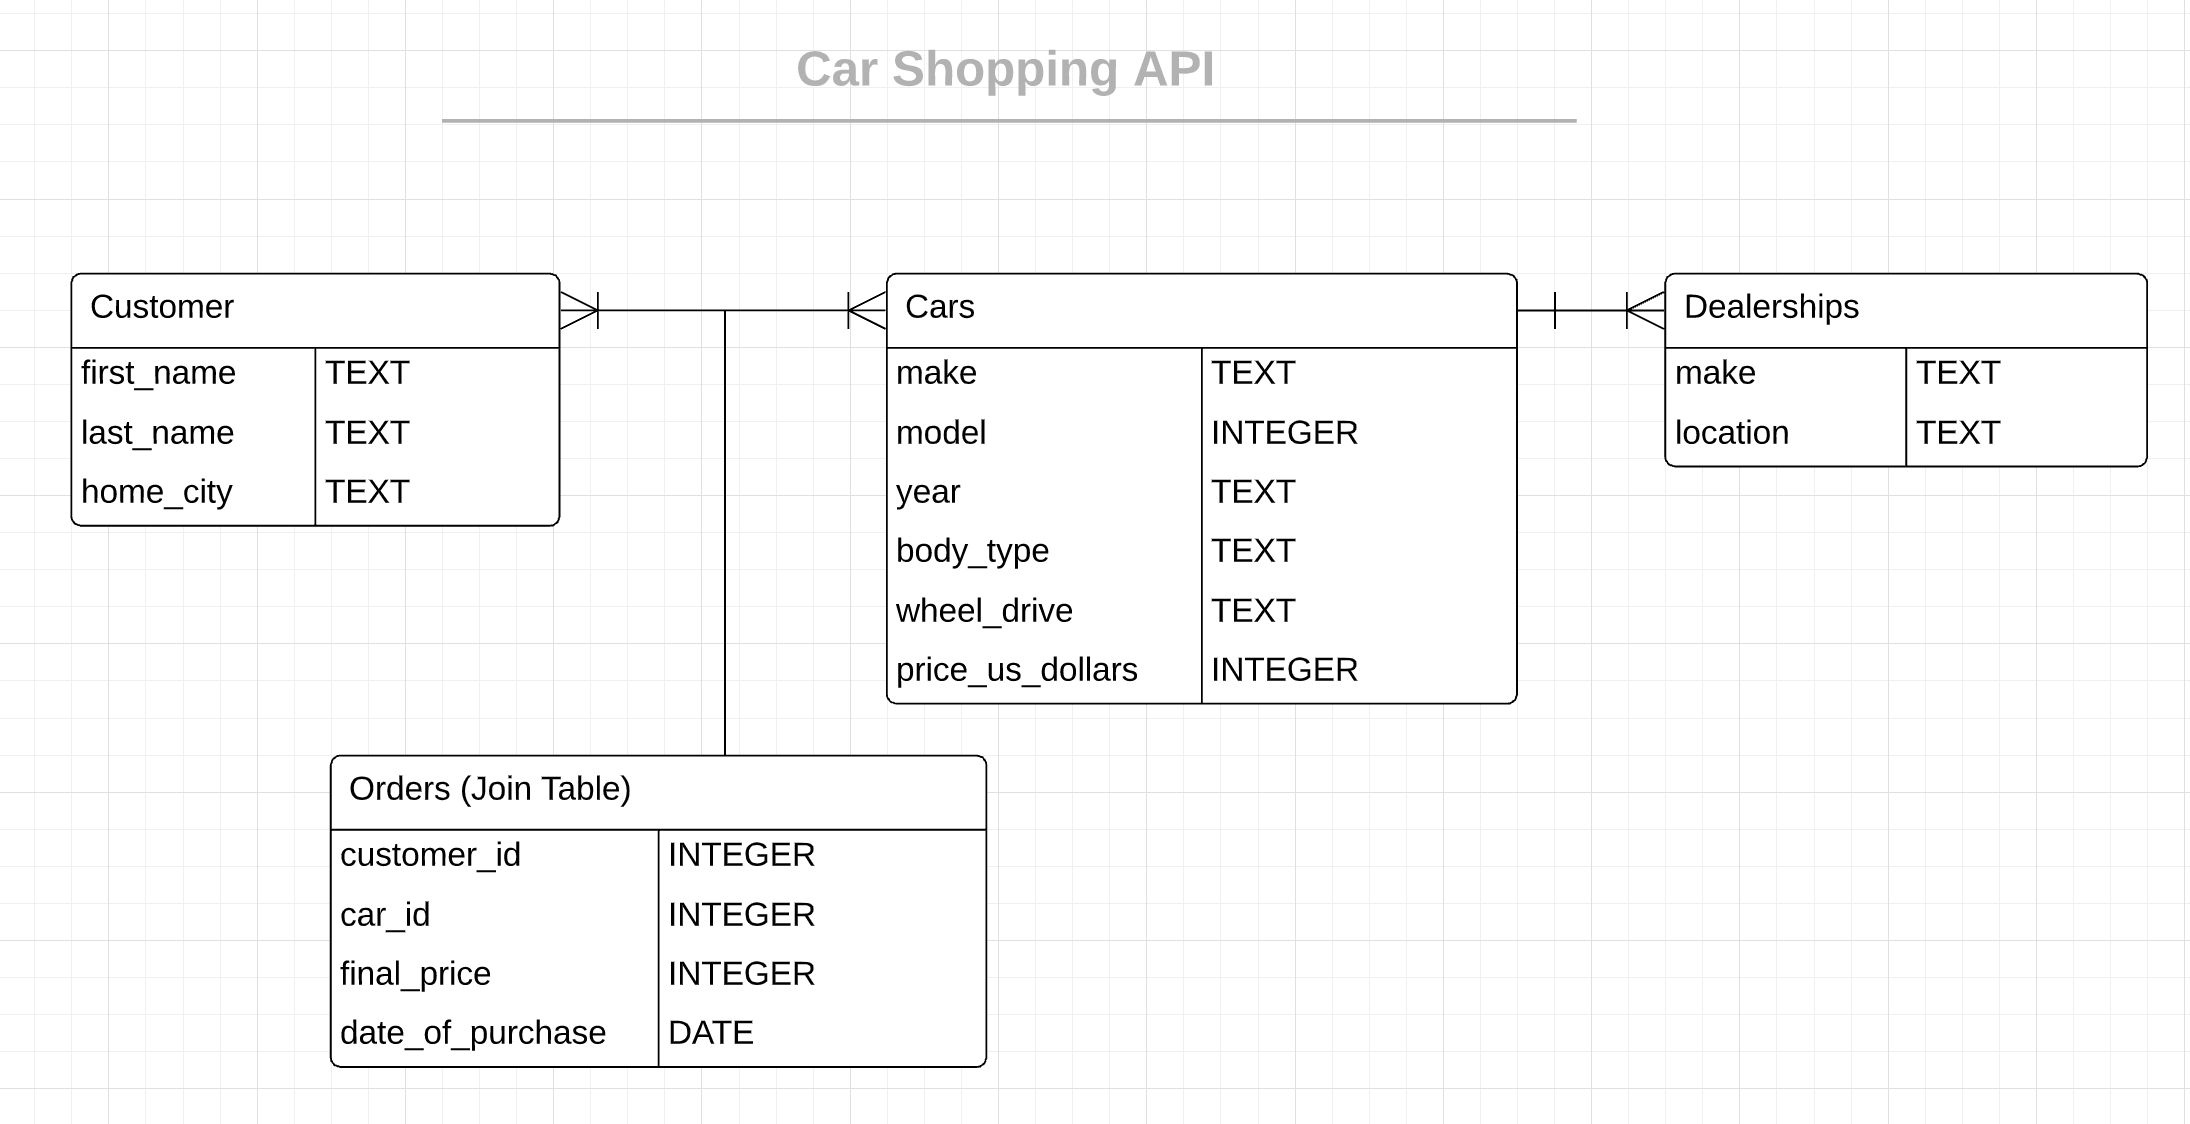 Car Shopping API
Customer
first_name TEXT
last_name TEXT
home_city TEXT
Cars
make TEXT
model INTEGER
year TEXT
body_type TEXT
wheel_drive TEXT
price_us_dollars INTEGER
Dealerships
make TEXT
location TEXT
Orders (Join Table)
customer_id INTEGER
car_id INTEGER
final_price INTEGER
date_of_purchase DATE